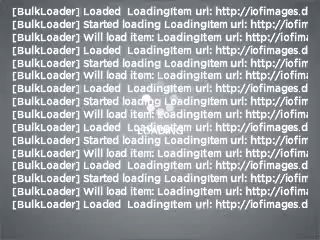 [BulkLoader] Loaded  LoadingItem url: http://iofimages.d
[BulkLoader] Started loading LoadingItem url: http://iofim
[BulkLoader] Will load item: LoadingItem url: http://iofima
[BulkLoader] Loaded  LoadingItem url: http://iofimages.d
[BulkLoader] Started loading LoadingItem url: http://iofim
[BulkLoader] Will load item: LoadingItem url: http://iofima
[BulkLoader] Loaded  LoadingItem url: http://iofimages.d
[BulkLoader] Started loading LoadingItem url: http://iofim
[BulkLoader] Will load item: LoadingItem url: http://iofima
[BulkLoader] Loaded  LoadingItem url: http://iofimages.d
LOADING
[BulkLoader] Started loading LoadingItem url: http://iofim
[BulkLoader] Will load item: LoadingItem url: http://iofima
[BulkLoader] Loaded  LoadingItem url: http://iofimages.d
[BulkLoader] Started loading LoadingItem url: http://iofim
[BulkLoader] Will load item: LoadingItem url: http://iofima
[BulkLoader] Loaded  LoadingItem url: http://iofimages.d